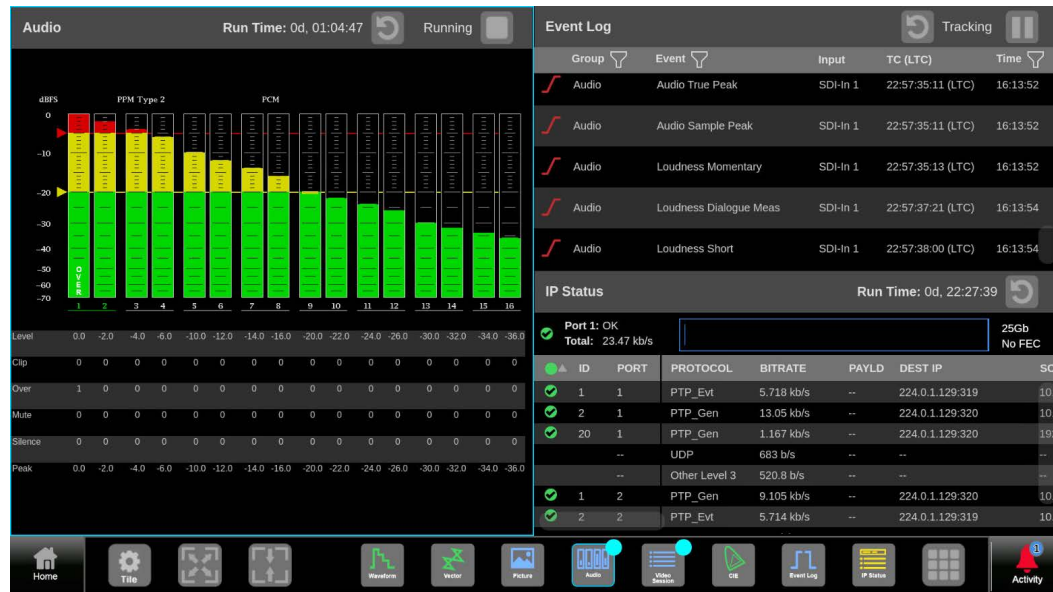 Audio Run Time: 0d, 01:04:47 Running
dBFS PPM Type 2 PCM
0
-10
-20
-30
-40
-50
-60
-70
OVER
1 2 3 4 5 6 7 8 9 10 11 12 13 14 15 16
Level 0.0 -2.0 -4.0 -6.0 -10.0 -12.0 -14.0 -16.0 -20.0 -22.0 -24.0 -26.0 -30.0 -32.0 -34.0 -36.0
Clip 0 0 0 0 0 0 0 0 0 0 0 0 0 0 0 0
Over 1 0 0 0 0 0 0 0 0 0 0 0 0 0 0 0
Mute 0 0 0 0 0 0 0 0 0 0 0 0 0 0 0 0
Silence 0 0 0 0 0 0 0 0 0 0 0 0 0 0 0 0
Peak 0.0 -2.0 -4.0 -6.0 -10.0 -12.0 -14.0 -16.0 -20.0 -22.0 -24.0 -26.0 -30.0 -32.0 -34.0 -36.0
Event Log Tracking
Group Event Input TC (LTC) Time
Audio Audio True Peak SDI-In 1 22:57:35:11 (LTC) 16:13:52
Audio Audio Sample Peak SDI-In 1 22:57:35:11 (LTC) 16:13:52
Audio Loudness Momentary SDI-In 1 22:57:35:13 (LTC) 16:13:52
Audio Loudness Dialogue Meas SDI-In 1 22:57:37:21 (LTC) 16:13:54
Audio Loudness Short SDI-In 1 22:57:38:00 (LTC) 16:13:54
IP Status Run Time: 0d, 22:27:39
Port 1: OK 25Gb
Total: 23.47 kb/s No FEC
ID PORT PROTOCOL BITRATE PAYLD DEST IP SC
1 1 PTP_Evt 5.718 kb/s -- 224.0.1.129:319 10
2 1 PTP_Gen 13.05 kb/s -- 224.0.1.129:320 10
20 1 PTP_Gen 1.167 kb/s -- 224.0.1.129:320 19
-- UDP 683 b/s -- -- --
-- Other Level 3 520.8 b/s -- -- --
1 2 PTP_Gen 9.105 kb/s -- 224.0.1.129:320 10
2 2 PTP_Evt 5.714 kb/s -- 224.0.1.129:319 10
Home Tile Waveform Vector Picture Audio Video Session CIE Event Log IP Status 1 Activity